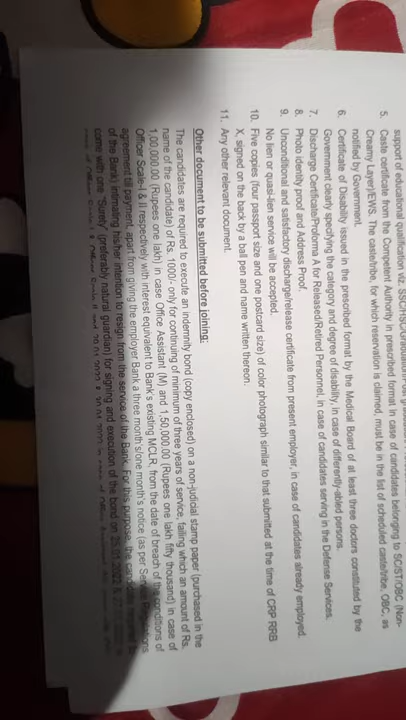 support of educational qualification viz. SSC/HSC/Graduation/Post
5. Caste certificate from the Competent Authority in prescribed format in case of candidates belonging to SC/ST/OBC (Non-
Creamy Layer)/EWS. The caste/tribe, for which reservation is claimed, must be in the list of scheduled caste/tribe, OBC, as
notified by Government.
6. Certificate of Disability issued in the prescribed format by the Medical Board of at least three doctors constituted by the
Government clearly specifying the category and degree of disability, in case of differently-abled persons.
7. Discharge Certificate/Proforma A for Released/Retired Personnel, in case of candidates serving in the Defense Services.
8. Photo identity proof and Address Proof.
9. Unconditional and satisfactory discharge/release certificate from present employer, in case of candidates already employed.
No lien or quasi-lien service will be accepted.
10. Five copies (four passport size and one postcard size) of color photograph similar to that submitted at the time of CRP RRB
X, signed on the back by a ball pen and name written thereon.
11. Any other relevant document.
Other document to be submitted before joining:
The candidates are required to execute an indemnity bond (copy enclosed) on a non-judicial stamp paper (purchased in the
name of the candidate) of Rs. 1000/- only for continuing of minimum of three years of service, failing which an amount of Rs.
1,00,000.00 (Rupees one lakh) in case Office Assistant (M) and 1,50,000.00 (Rupees one lakh fifty thousand) in case of
Officer Scale-I & II respectively with interest equivalent to Bank's existing MCLR, from the date of breach of the conditions of
agreement till payment, apart from giving the employer Bank a three month's/one month's notice (as per Service Regulations
of the Bank) intimating his/her intention to resign from the service of the Bank. For this purpose, the candidate
come with one "Surety" (preferably natural guardian) for signing and execution of the bond on 25.01.2022 &